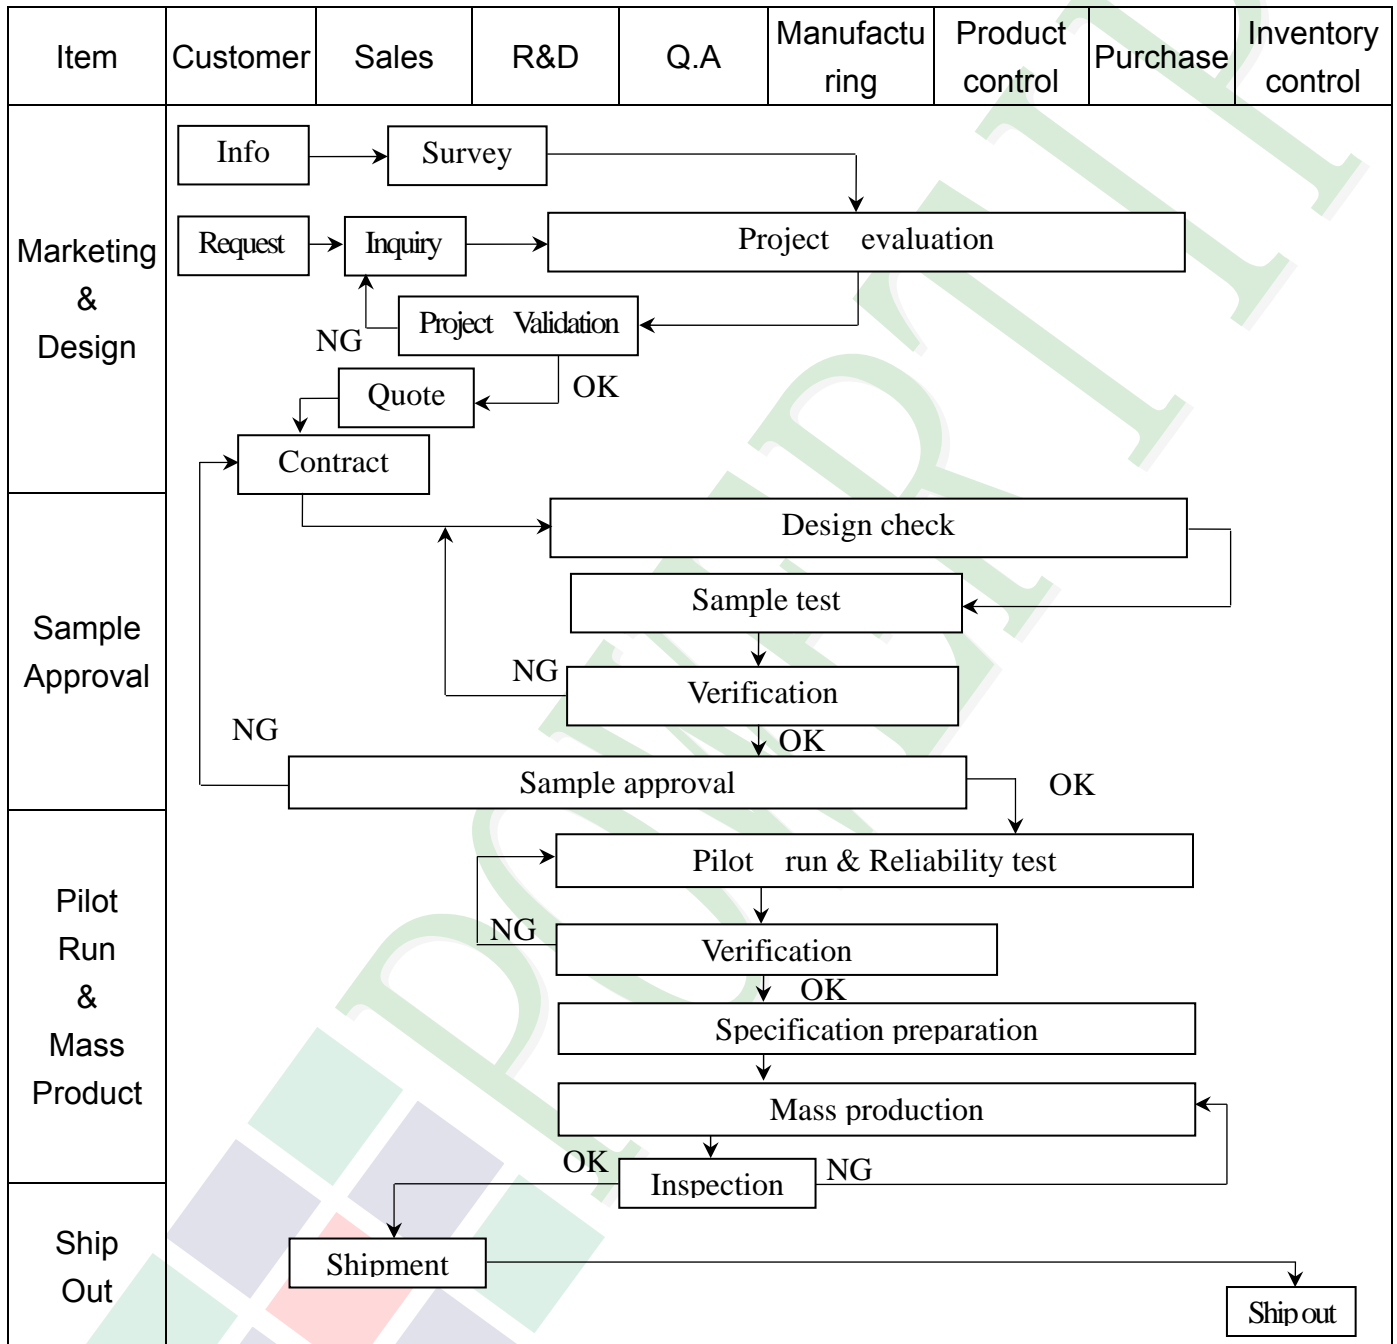 Item
Customer
Sales
R&D
Q.A
Manufactu
ring
Product
control
Purchase
Inventory
control
Marketing
&
Design
Info
Survey
Request
Inquiry
Project evaluation
NG
Project Validation
Quote
OK
Contract
Sample
Approval
Design check
Sample test
NG
Verification
NG
OK
Sample approval
OK
Pilot
Run
&
Mass
Product
Pilot run & Reliability test
NG
Verification
OK
Specification preparation
Mass production
OK
Inspection
NG
Ship
Out
Shipment
Ship out
POWERTIP